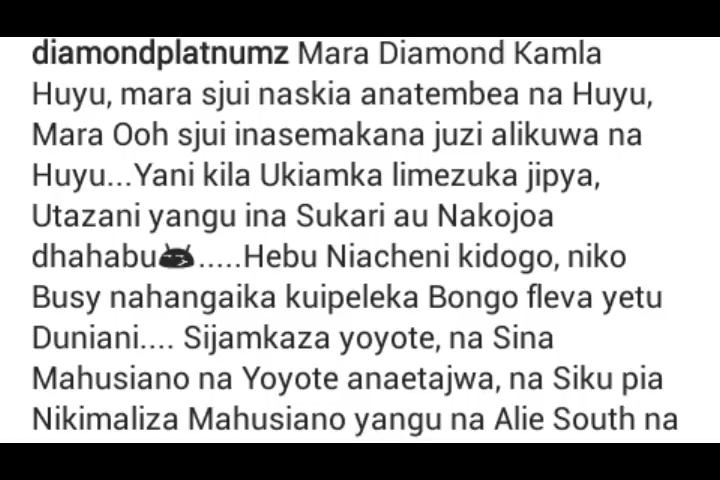 diamondplatnumz Mara Diamond Kamla
Huyu, mara sjui naskia anatembea na Huyu,
Mara Ooh sjui inasemakana juzi alikuwa na
Huyu...Yani kila Ukiamka limezuka jipya,
Utazani yangu ina Sukari au Nakojoa
dhahabu.....Hebu Niacheni kidogo, niko
Busy nahangaika kuipeleka Bongo fleva yetu
Duniani.... Sijamkaza yoyote, na Sina
Mahusiano na Yoyote anaetajwa, na Siku pia
Nikimaliza Mahusiano yangu na Alie South na